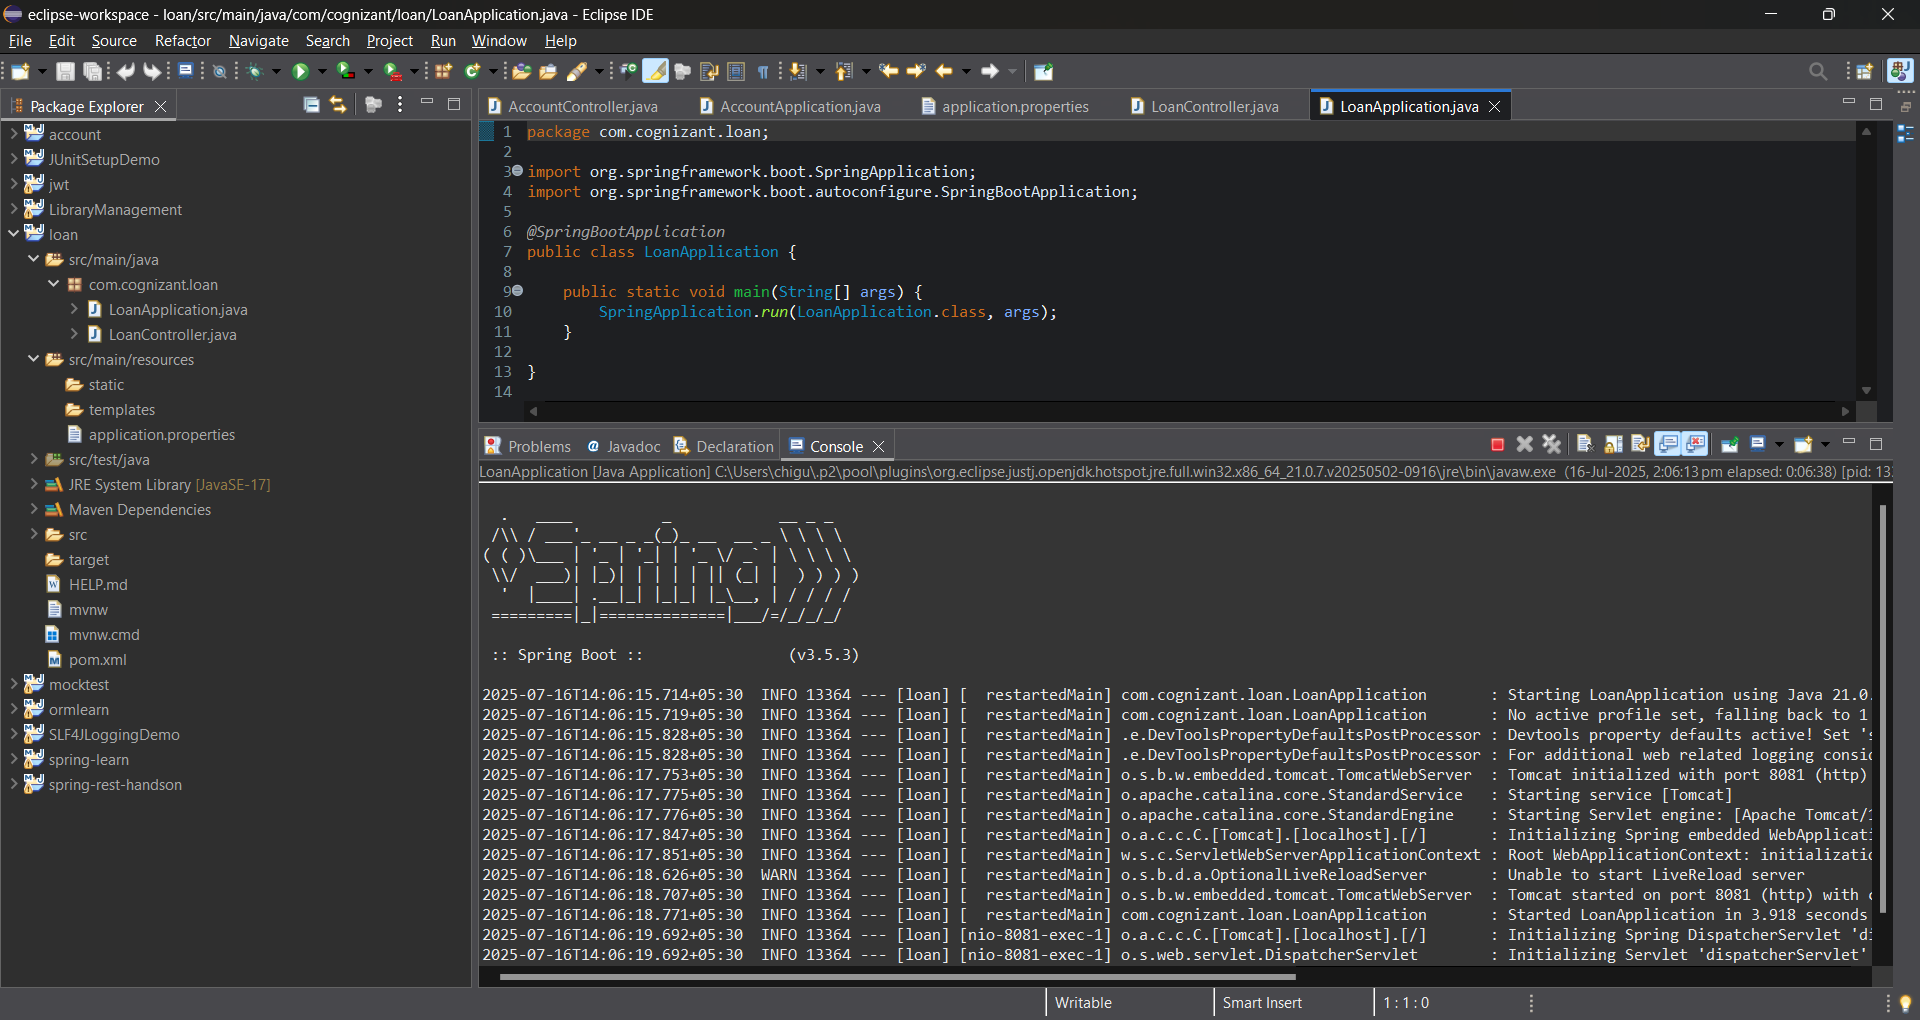 eclipse-workspace - loan/src/main/java/com/cognizant/loan/LoanApplication.java - Eclipse IDE
File Edit Source Refactor Navigate Search Project Run Window Help
Package Explorer
account
JUnitSetupDemo
jwt
LibraryManagement
loan
src/main/java
com.cognizant.loan
LoanApplication.java
LoanController.java
src/main/resources
static
templates
application.properties
src/test/java
JRE System Library [JavaSE-17]
Maven Dependencies
src
target
HELP.md
mvnw
mvnw.cmd
pom.xml
mocktest
ormlearn
SLF4JLoggingDemo
spring-learn
spring-rest-handson
AccountController.java AccountApplication.java application.properties LoanController.java LoanApplication.java
1 package com.cognizant.loan;
2
3 import org.springframework.boot.SpringApplication;
4 import org.springframework.boot.autoconfigure.SpringBootApplication;
5
6 @SpringBootApplication
7 public class LoanApplication {
8
9 public static void main(String[] args) {
10 SpringApplication.run(LoanApplication.class, args);
11 }
12
13 }
14
Problems Javadoc Declaration Console
LoanApplication [Java Application] C:\Users\chigu\.p2\pool\plugins\org.eclipse.justj.openjdk.hotspot.jre.full.win32.x86_64_21.0.7.v20250502-0916\jre\bin\javaw.exe (16-Jul-2025, 2:06:13 pm elapsed: 0:06:38) [pid: 13
Spring
:: Spring Boot :: (v3.5.3)
2025-07-16T14:06:15.714+05:30 INFO 13364 --- [loan] [ restartedMain] com.cognizant.loan.LoanApplication : Starting LoanApplication using Java 21.0.
2025-07-16T14:06:15.719+05:30 INFO 13364 --- [loan] [ restartedMain] com.cognizant.loan.LoanApplication : No active profile set, falling back to 1
2025-07-16T14:06:15.828+05:30 INFO 13364 --- [loan] [ restartedMain] .e.DevToolsPropertyDefaultsPostProcessor : Devtools property defaults active! Set '
2025-07-16T14:06:15.828+05:30 INFO 13364 --- [loan] [ restartedMain] .e.DevToolsPropertyDefaultsPostProcessor : For additional web related logging
2025-07-16T14:06:17.753+05:30 INFO 13364 --- [loan] [ restartedMain] o.s.b.w.embedded.tomcat.TomcatWebServer : Tomcat initialized with port 8081 (http)
2025-07-16T14:06:17.775+05:30 INFO 13364 --- [loan] [ restartedMain] o.apache.catalina.core.StandardService : Starting service [Tomcat]
2025-07-16T14:06:17.776+05:30 INFO 13364 --- [loan] [ restartedMain] o.apache.catalina.core.StandardEngine : Starting Servlet engine: [Apache Tomcat/1
2025-07-16T14:06:17.847+05:30 INFO 13364 --- [loan] [ restartedMain] o.a.c.c.C.[Tomcat].[localhost].[/] : Initializing Spring embedded WebApplicati
2025-07-16T14:06:17.851+05:30 INFO 13364 --- [loan] [ restartedMain] w.s.c.ServletWebServerApplicationContext : Root WebApplicationContext: initializatic
2025-07-16T14:06:18.626+05:30 WARN 13364 --- [loan] [ restartedMain] o.s.b.d.a.OptionalLiveReloadServer : Unable to start LiveReload server
2025-07-16T14:06:18.707+05:30 INFO 13364 --- [loan] [ restartedMain] o.s.b.w.embedded.tomcat.TomcatWebServer : Tomcat started on port 8081 (http) with
2025-07-16T14:06:18.771+05:30 INFO 13364 --- [loan] [ restartedMain] com.cognizant.loan.LoanApplication : Started LoanApplication in 3.918 seconds
2025-07-16T14:06:19.692+05:30 INFO 13364 --- [loan] [nio-8081-exec-1] o.a.c.c.C.[Tomcat].[localhost].[/] : Initializing Spring DispatcherServlet 'di
2025-07-16T14:06:19.692+05:30 INFO 13364 --- [loan] [nio-8081-exec-1] o.s.web.servlet.DispatcherServlet : Initializing Servlet 'dispatcherServlet'
Writable Smart Insert 1:1:0